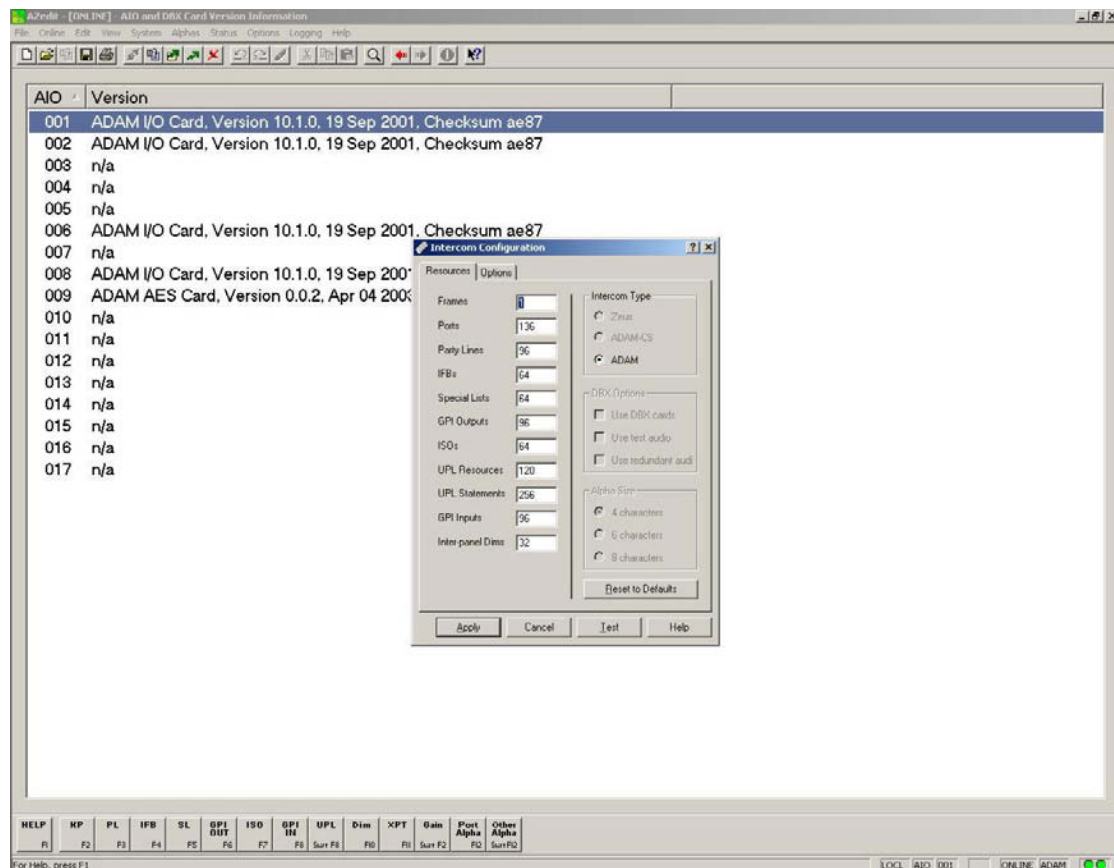 AZedit - [ONLINE] - AIO and DBX Card Version Information
File Online Edit View System Alphas Status Options Logging Help
AIO Version
001 ADAM I/O Card, Version 10.1.0, 19 Sep 2001, Checksum ae87
002 ADAM I/O Card, Version 10.1.0, 19 Sep 2001, Checksum ae87
003 n/a
004 n/a
005 n/a
006 ADAM I/O Card, Version 10.1.0, 19 Sep 2001, Checksum ae87
007 n/a
008 ADAM I/O Card, Version 10.1.0, 19 Sep
009 ADAM AES Card, Version 0.0.2, Apr 04
010 n/a
011 n/a
012 n/a
013 n/a
014 n/a
015 n/a
016 n/a
017 n/a
Intercom Configuration
Resources Options
Frames 1
Ports 136
Party Lines 96
IFBs 64
Special Lists 64
GPI Outputs 96
ISOs 64
UPL Resources 120
UPL Statements 256
GPI Inputs 96
Inter-panel Dims 32
Intercom Type
Zeus
ADAM-CS
ADAM
DBX Options
Use DBX cards
Use test audio
Use redundant audi
Alpha Size
4 characters
6 characters
8 characters
Reset to Defaults
Apply Cancel Test Help
HELP KP PL IFB SL GPI OUT ISO GPI IN UPL Dim XPT Gain Port Alpha Other Alpha
F1 F2 F3 F4 F5 F6 F7 F8 F10 F11 F12
For Help, press F1
LOCL AIO 001 ONLINE ADAM